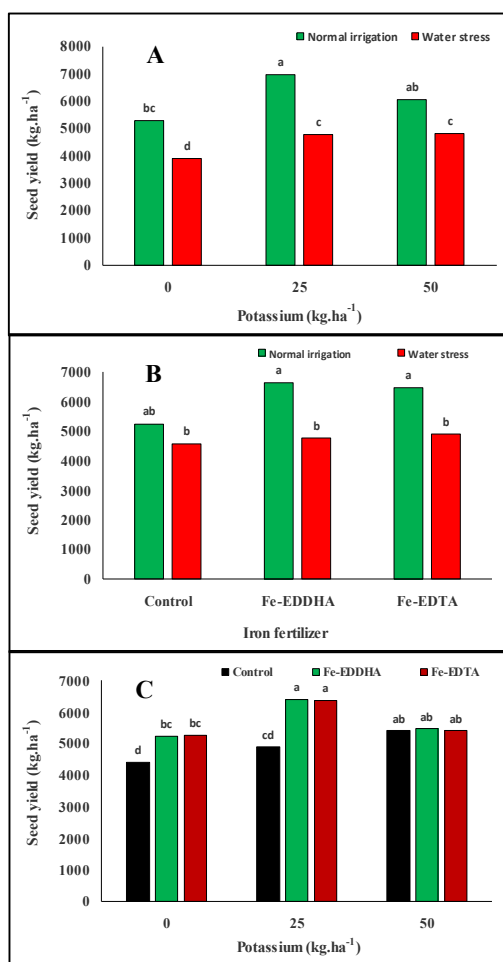 A
Normal irrigation Water stress
8000
7000
6000
5000
4000
3000
2000
1000
0
Seed yield (kg.ha-1)
bc d a c ab c
0 25 50
Potassium (kg.ha-1)
B
Normal irrigation Water stress
7000
6000
5000
4000
3000
2000
1000
0
Seed yield (kg.ha-1)
ab b a b a b
Control Fe-EDDHA Fe-EDTA
Iron fertilizer
C
Control Fe-EDDHA Fe-EDTA
7000
6000
5000
4000
3000
2000
1000
0
Seed yield (kg.ha-1)
d bc bc cd a a ab ab ab
0 25 50
Potassium (kg.ha-1)